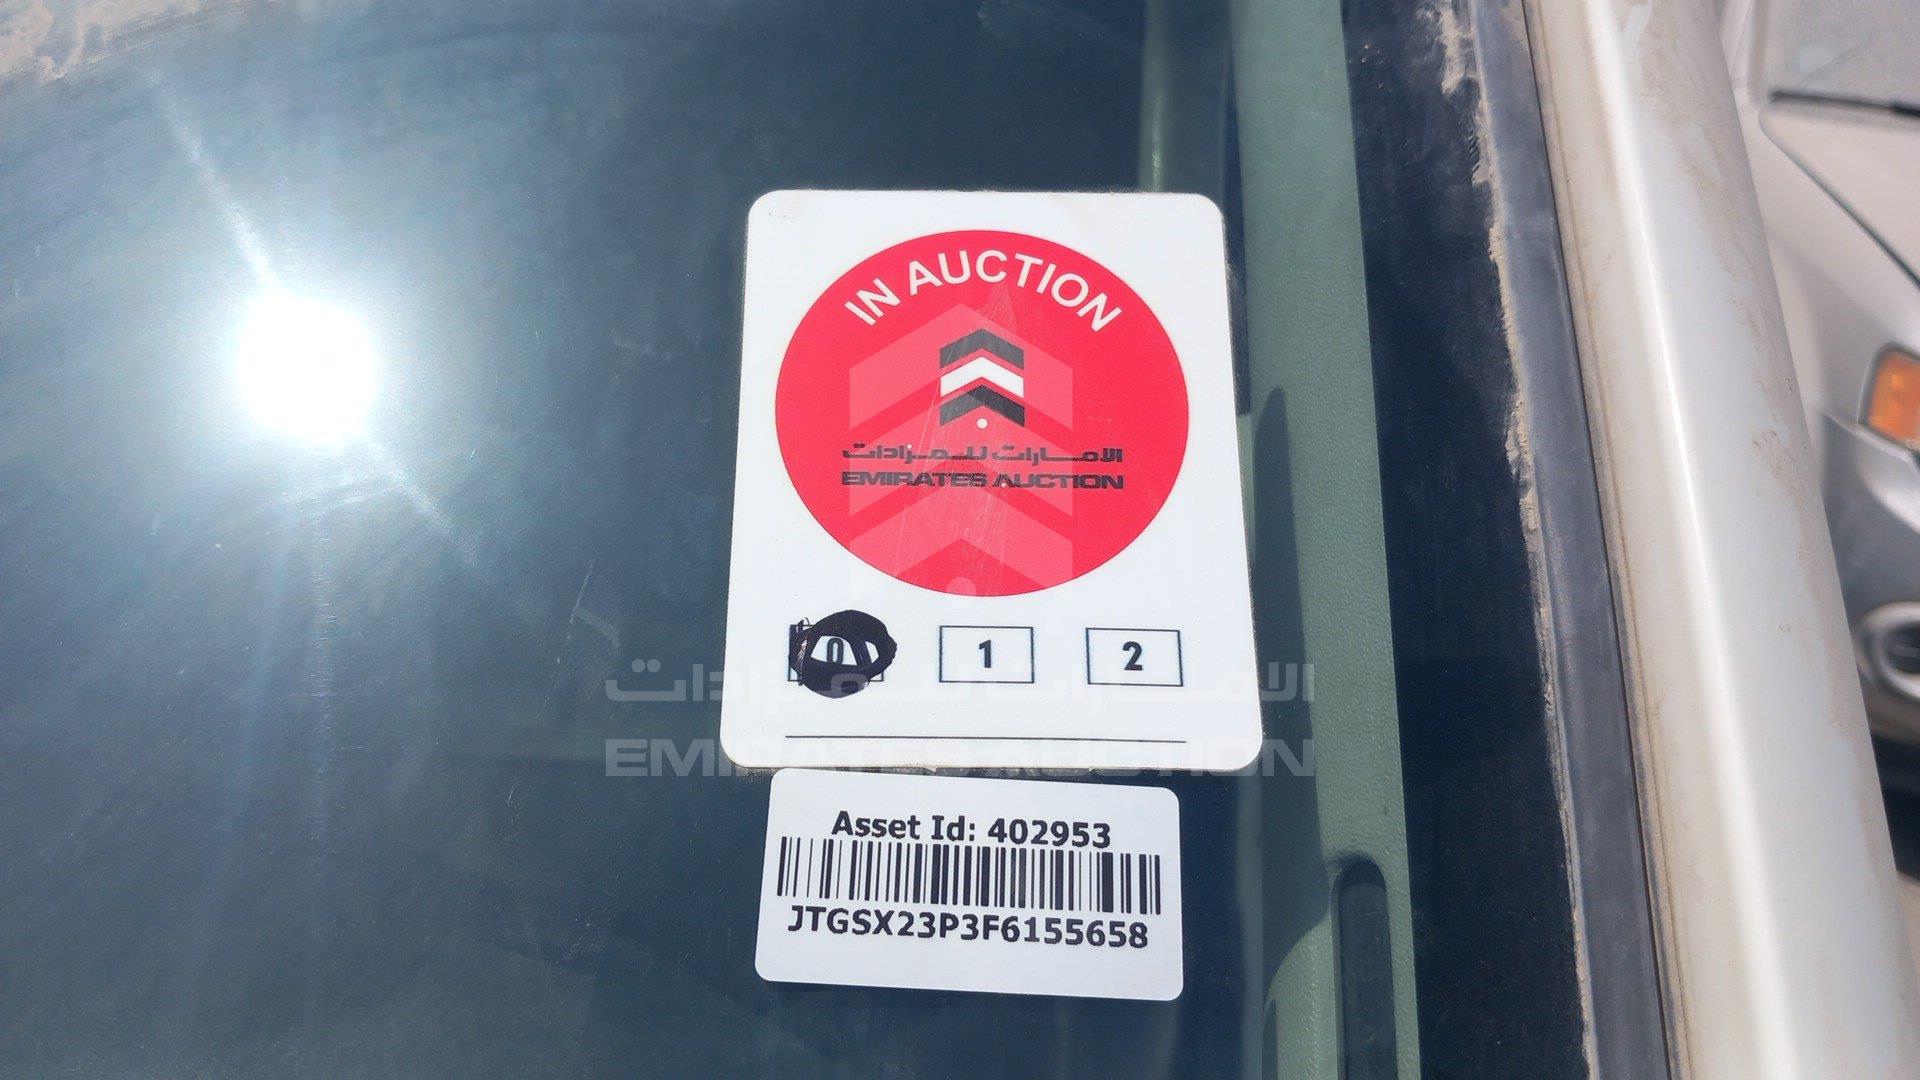 IN AUCTION
الامارات للمزادات
EMIRATES AUCTION
0 1 2
الامارات للمزادات
EMIRATES AUCTION
Asset Id: 402953
JTGSX23P3F6155658